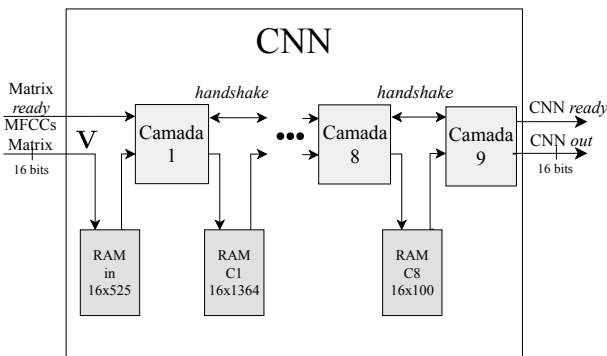 CNN
Matrix
ready
MFCCs
Matrix
16 bits
V
handshake
handshake
Camada
1
Camada
8
Camada
9
CNN ready
CNN out
16 bits
RAM
in
16x525
RAM
C1
16x1364
RAM
C8
16x100